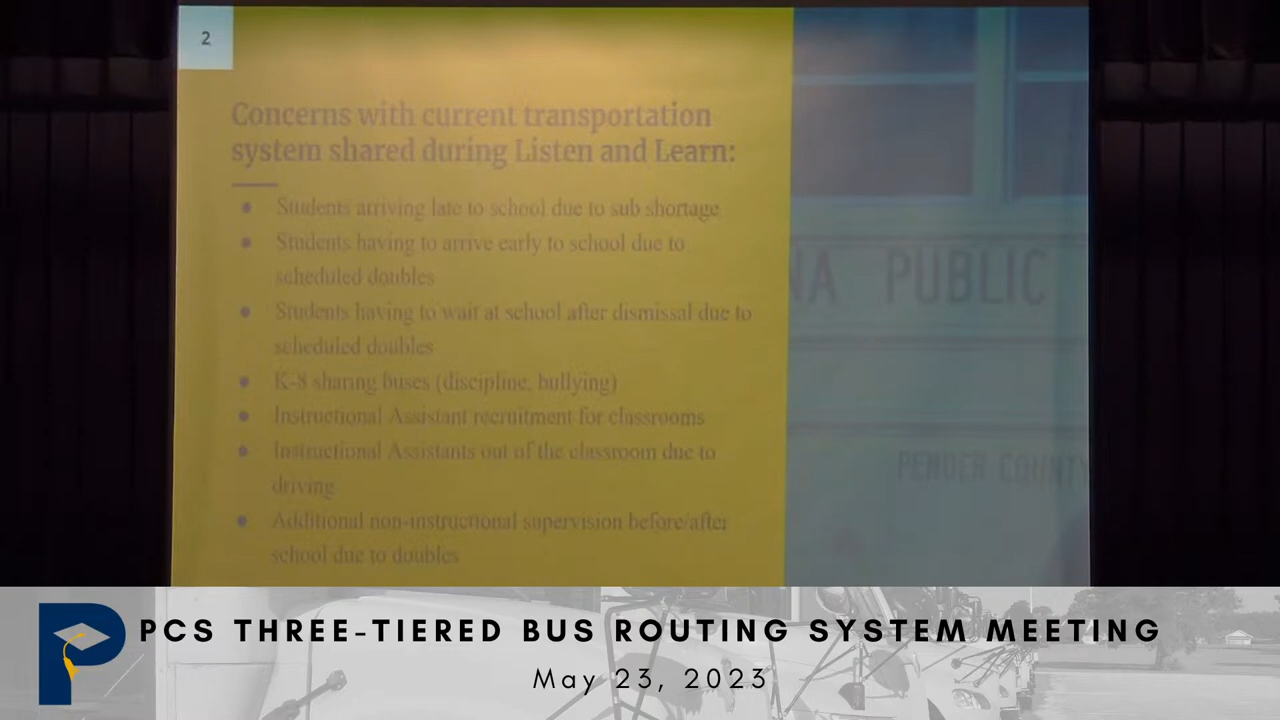 2
Concerns with current transportation
system shared during Listen and Learn:
• Students arriving late to school due to sub shortage
• Students having to arrive early to school due to
scheduled doubles
• Students having to wait at school after dismissal due to
scheduled doubles
• K-8 sharing buses (discipline, bullying)
• Instructional Assistant recruitment for classrooms
• Instructional Assistants out of the classroom due to
driving
• Additional non-instructional supervision before/after
school due to doubles
NA PUBLIC
PENDER COUNTY
P
PCS THREE-TIERED BUS ROUTING SYSTEM MEETING
May 23, 2023